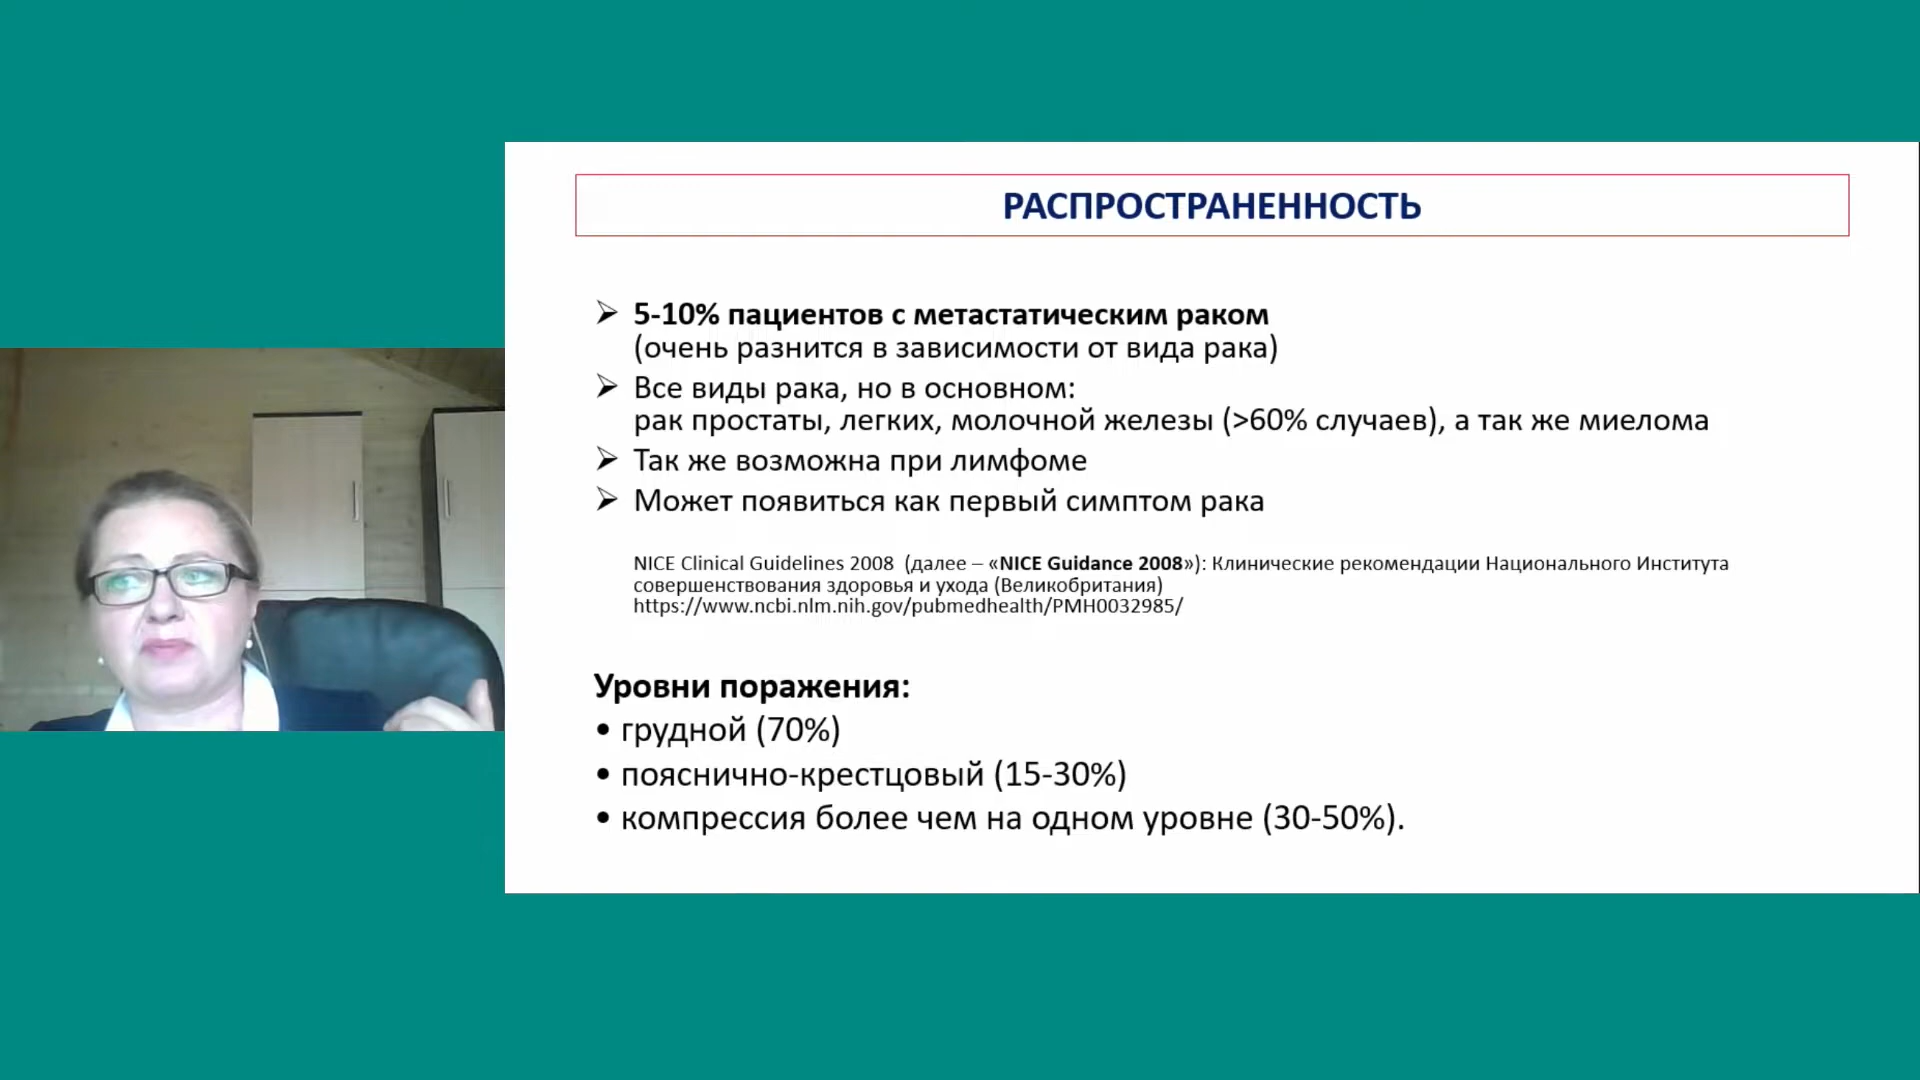 РАСПРОСТРАНЕННОСТЬ
➢ 5-10% пациентов с метастатическим раком
(очень разнится в зависимости от вида рака)
➢ Все виды рака, но в основном:
рак простаты, легких, молочной железы (>60% случаев), а так же миелома
➢ Так же возможна при лимфоме
➢ Может появиться как первый симптом рака
NICE Clinical Guidelines 2008 (далее – «NICE Guidance 2008»): Клинические рекомендации Национального Института
совершенствования здоровья и ухода (Великобритания)
https://www.ncbi.nlm.nih.gov/pubmedhealth/PMH0032985/
Уровни поражения:
• грудной (70%)
• пояснично-крестцовый (15-30%)
• компрессия более чем на одном уровне (30-50%).